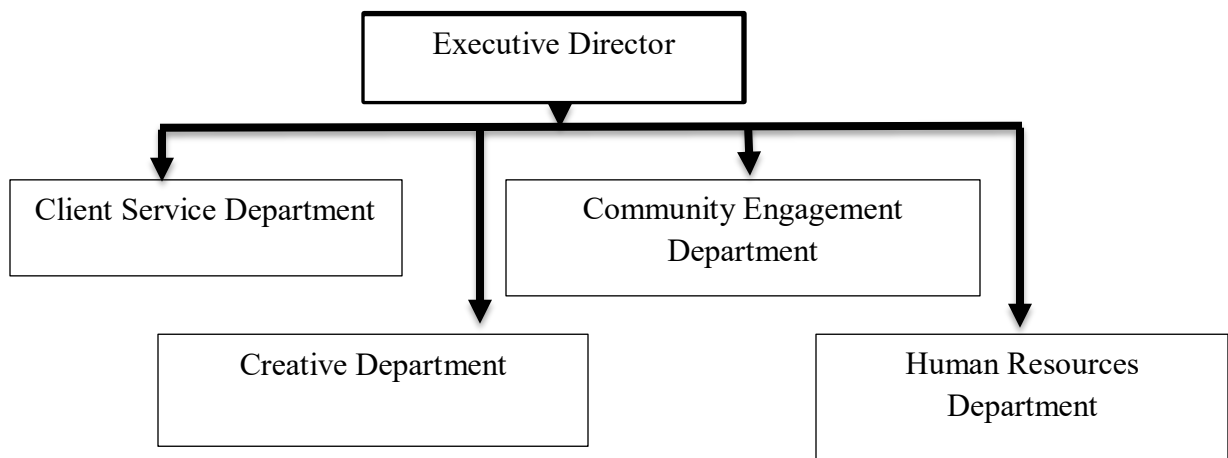 Executive Director
Client Service Department
Community Engagement
Department
Creative Department
Human Resources
Department